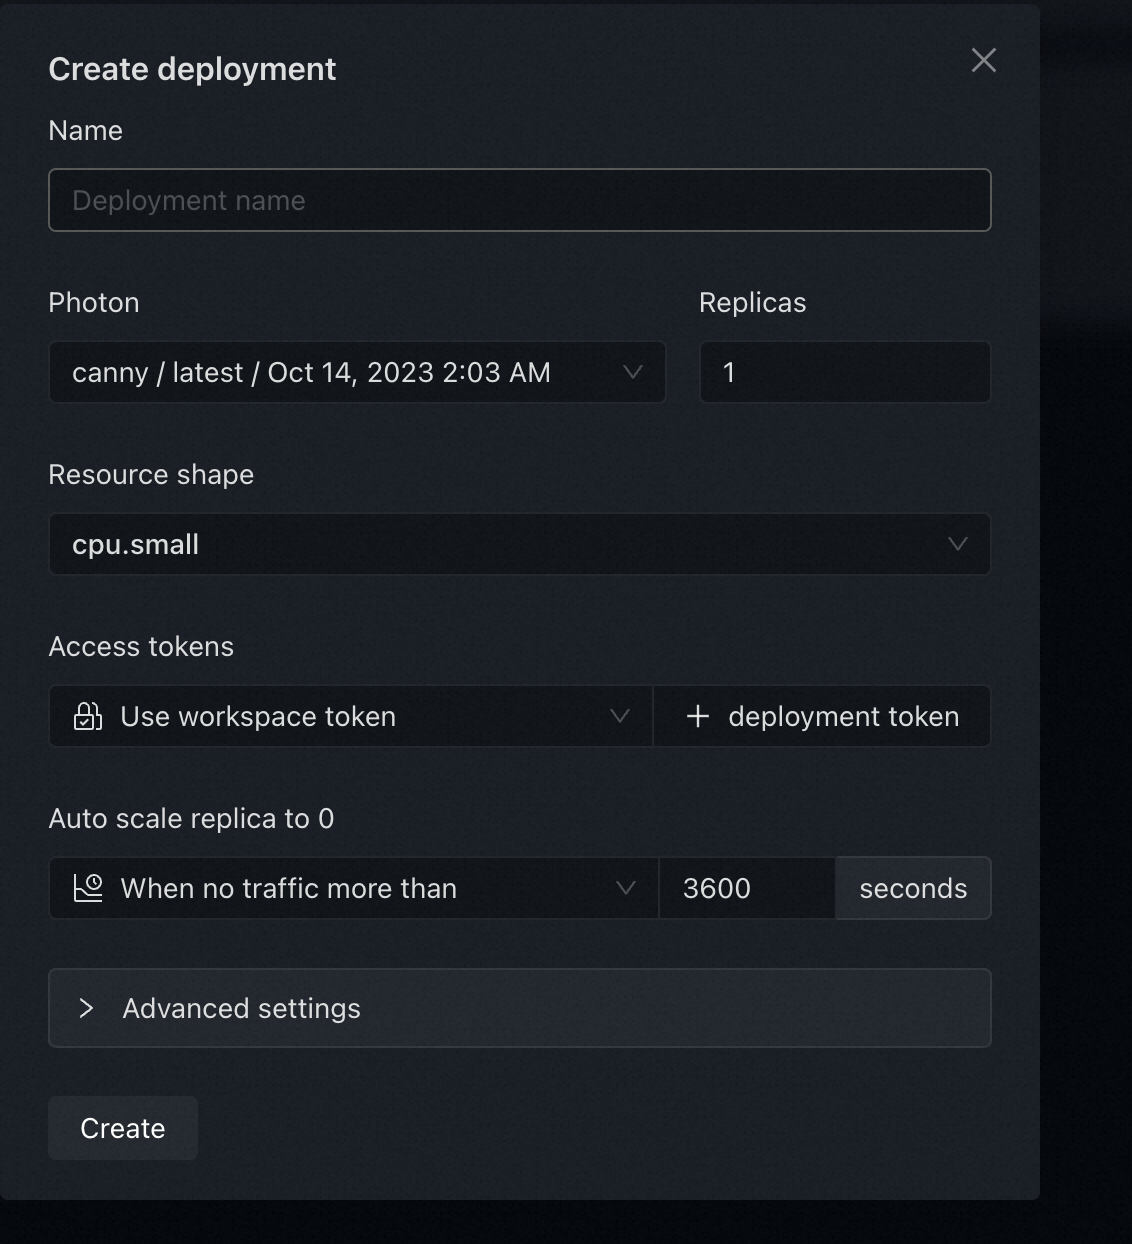 Create deployment
Name
Deployment name
Photon
Replicas
canny / latest / Oct 14, 2023 2:03 AM
1
Resource shape
cpu.small
Access tokens
Use workspace token
+ deployment token
Auto scale replica to 0
When no traffic more than
3600
seconds
Advanced settings
Create